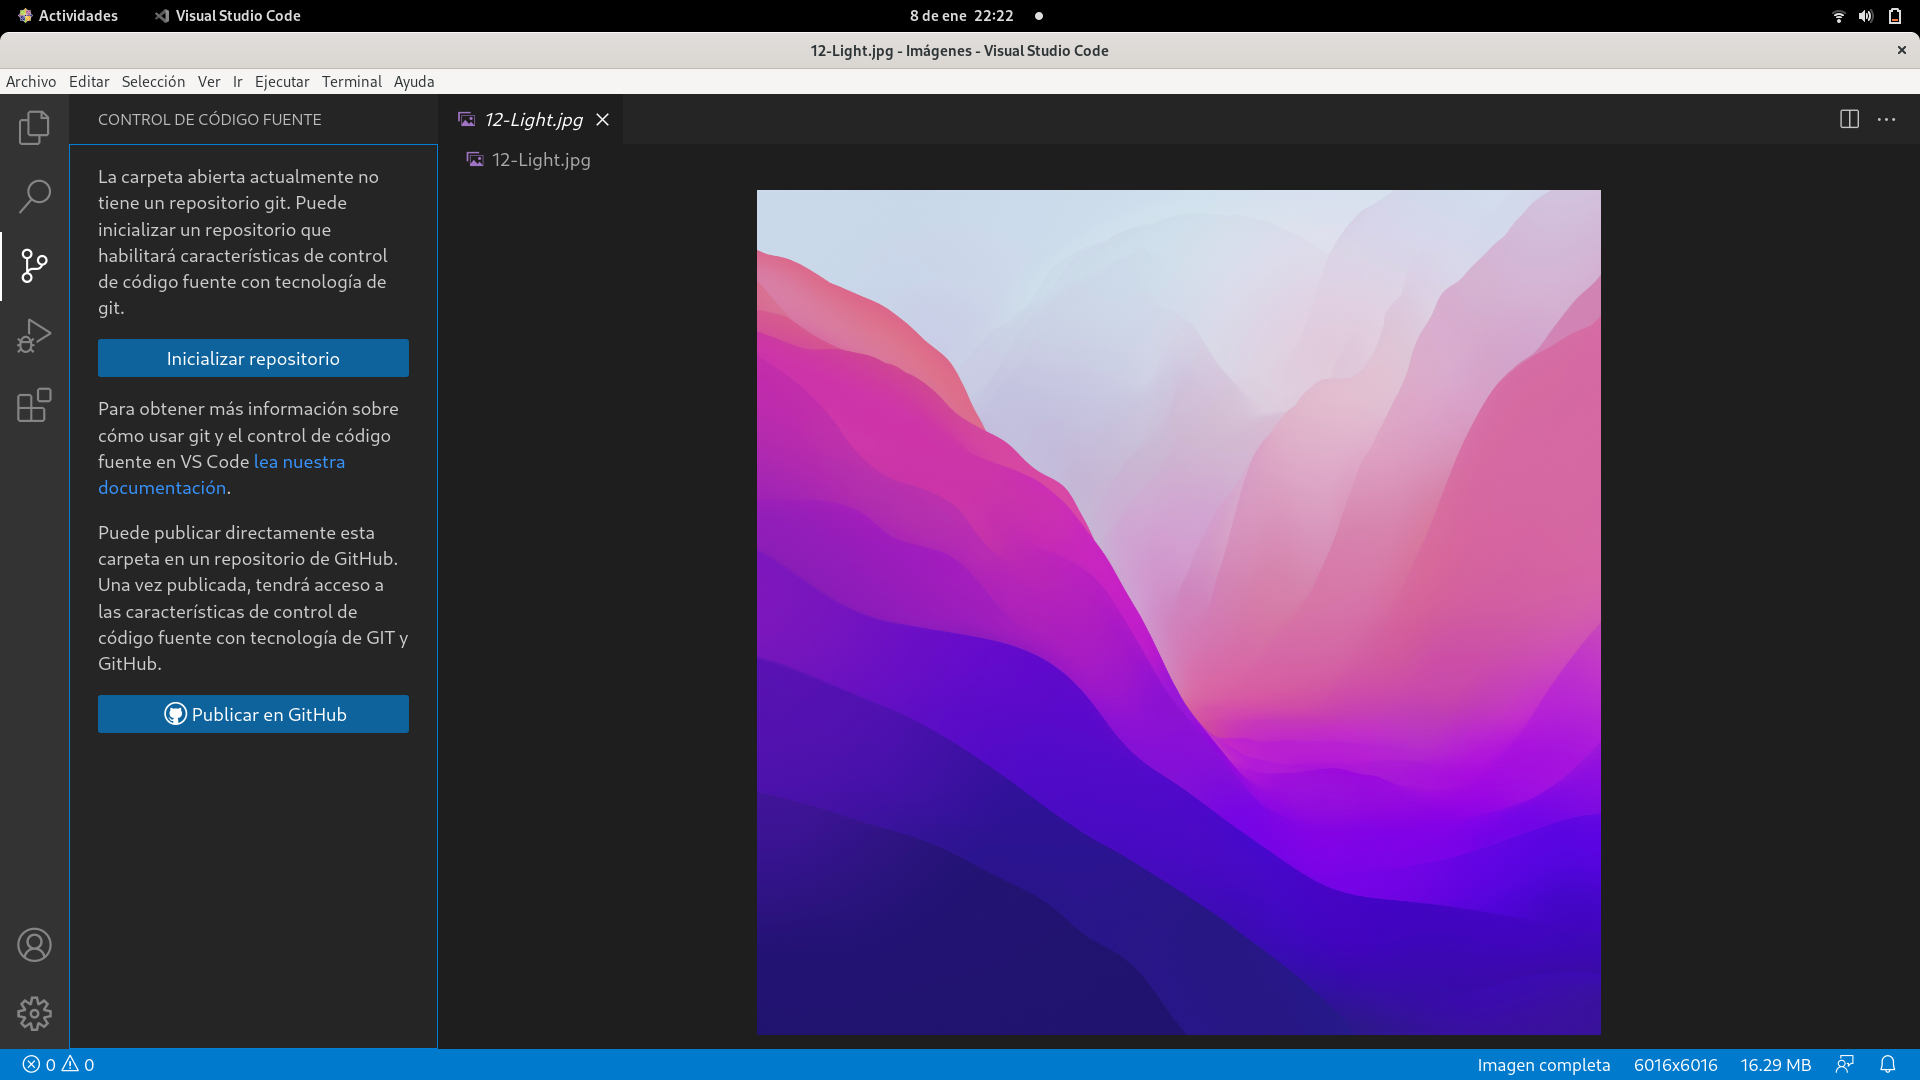 Actividades Visual Studio Code 8 de ene 22:22
12-Light.jpg - Imágenes - Visual Studio Code
Archivo Editar Selección Ver Ir Ejecutar Terminal Ayuda
CONTROL DE CÓDIGO FUENTE
La carpeta abierta actualmente no
tiene un repositorio git. Puede
inicializar un repositorio que
habilitará características de control
de código fuente con tecnología de
git.
Inicializar repositorio
Para obtener más información sobre
cómo usar git y el control de código
fuente en VS Code lea nuestra
documentación.
Puede publicar directamente esta
carpeta en un repositorio de GitHub.
Una vez publicada, tendrá acceso a
las características de control de
código fuente con tecnología de GIT y
GitHub.
Publicar en GitHub
12-Light.jpg
12-Light.jpg
0 0 Imagen completa 6016x6016 16.29 MB